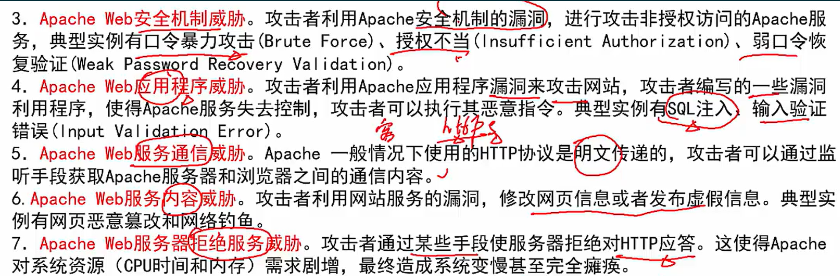 3. Apache Web安全机制威胁。攻击者利用Apache安全机制的漏洞，进行攻击非授权访问的Apache服
务，典型实例有口令暴力攻击(Brute Force)、授权不当(Insufficient Authorization)、弱口令恢
复验证(Weak Password Recovery Validation)。
4. Apache Web应用程序威胁。攻击者利用Apache应用程序漏洞来攻击网站，攻击者编写的一些漏洞
利用程序，使得Apache服务失去控制，攻击者可以执行其恶意指令。典型实例有SQL注入、输入验证
错误(Input Validation Error)。
5. Apache Web服务通信威胁。Apache 一般情况下使用的HTTP协议是明文传递的，攻击者可以通过监
听手段获取Apache服务器和浏览器之间的通信内容。
6.Apache Web服务内容威胁。攻击者利用网站服务的漏洞，修改网页信息或者发布虚假信息。典型实
例有网页恶意篡改和网络钓鱼。
7. Apache Web服务器拒绝服务威胁。攻击者通过某些手段使服务器拒绝对HTTP应答。这使得Apache
对系统资源（CPU时间和内存）需求剧增，最终造成系统变慢甚至完全瘫痪。